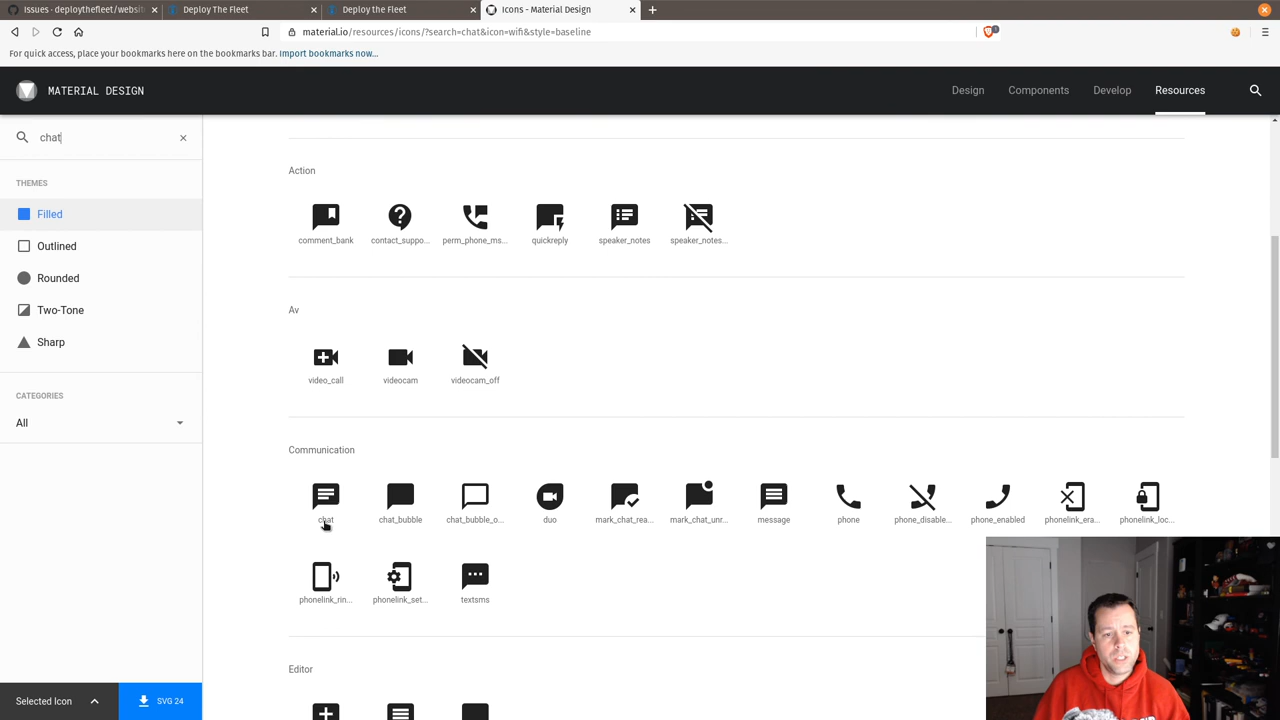 Issues · deploythefleet/websit
Deploy The Fleet
Deploy the Fleet
Icons - Material Design
material.io/resources/icons/?search=chat&icon=wifi&style=baseline
1
For quick access, place your bookmarks here on the bookmarks bar. Import bookmarks now...
MATERIAL DESIGN
Design
Components
Develop
Resources
chat
THEMES
Filled
Outlined
Rounded
Two-Tone
Sharp
CATEGORIES
All
Action
comment_bank
contact_suppo...
perm_phone_ms...
quickreply
speaker_notes
speaker_notes...
Av
video_call
videocam
videocam_off
Communication
chat
chat_bubble
chat_bubble_o...
duo
mark_chat_rea...
mark_chat_unr...
message
phone
phone_disable...
phone_enabled
phonelink_era...
phonelink_loc...
phonelink_rin...
phonelink_set...
textsms
Editor
Selected Icon
SVG 24